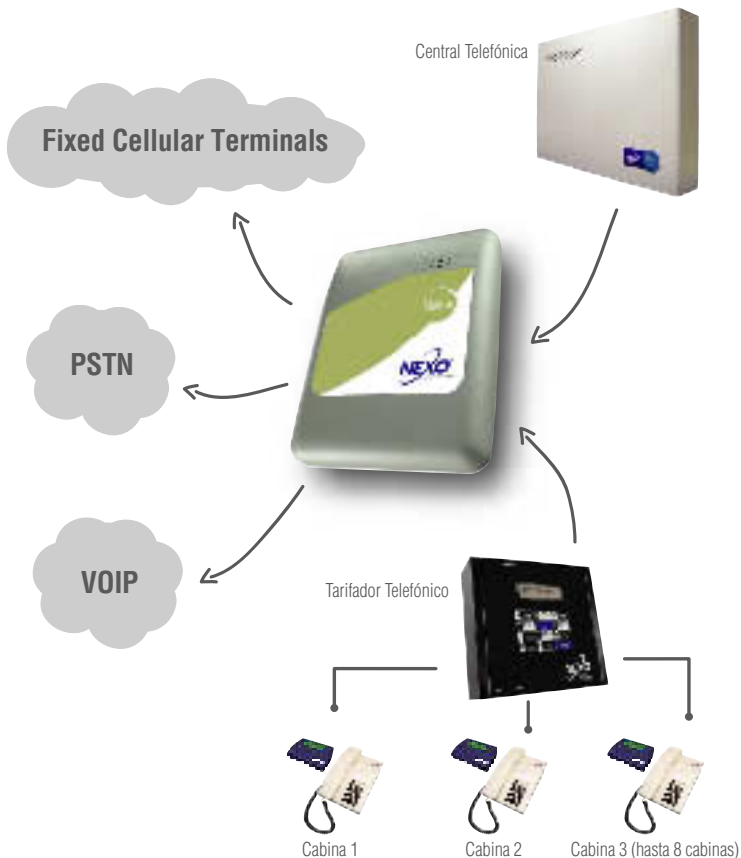 Central Telefónica
Fixed Cellular Terminals
NEXO
PSTN
VOIP
Tarifador Telefónico
Cabina 1
Cabina 2
Cabina 3 (hasta 8 cabinas)